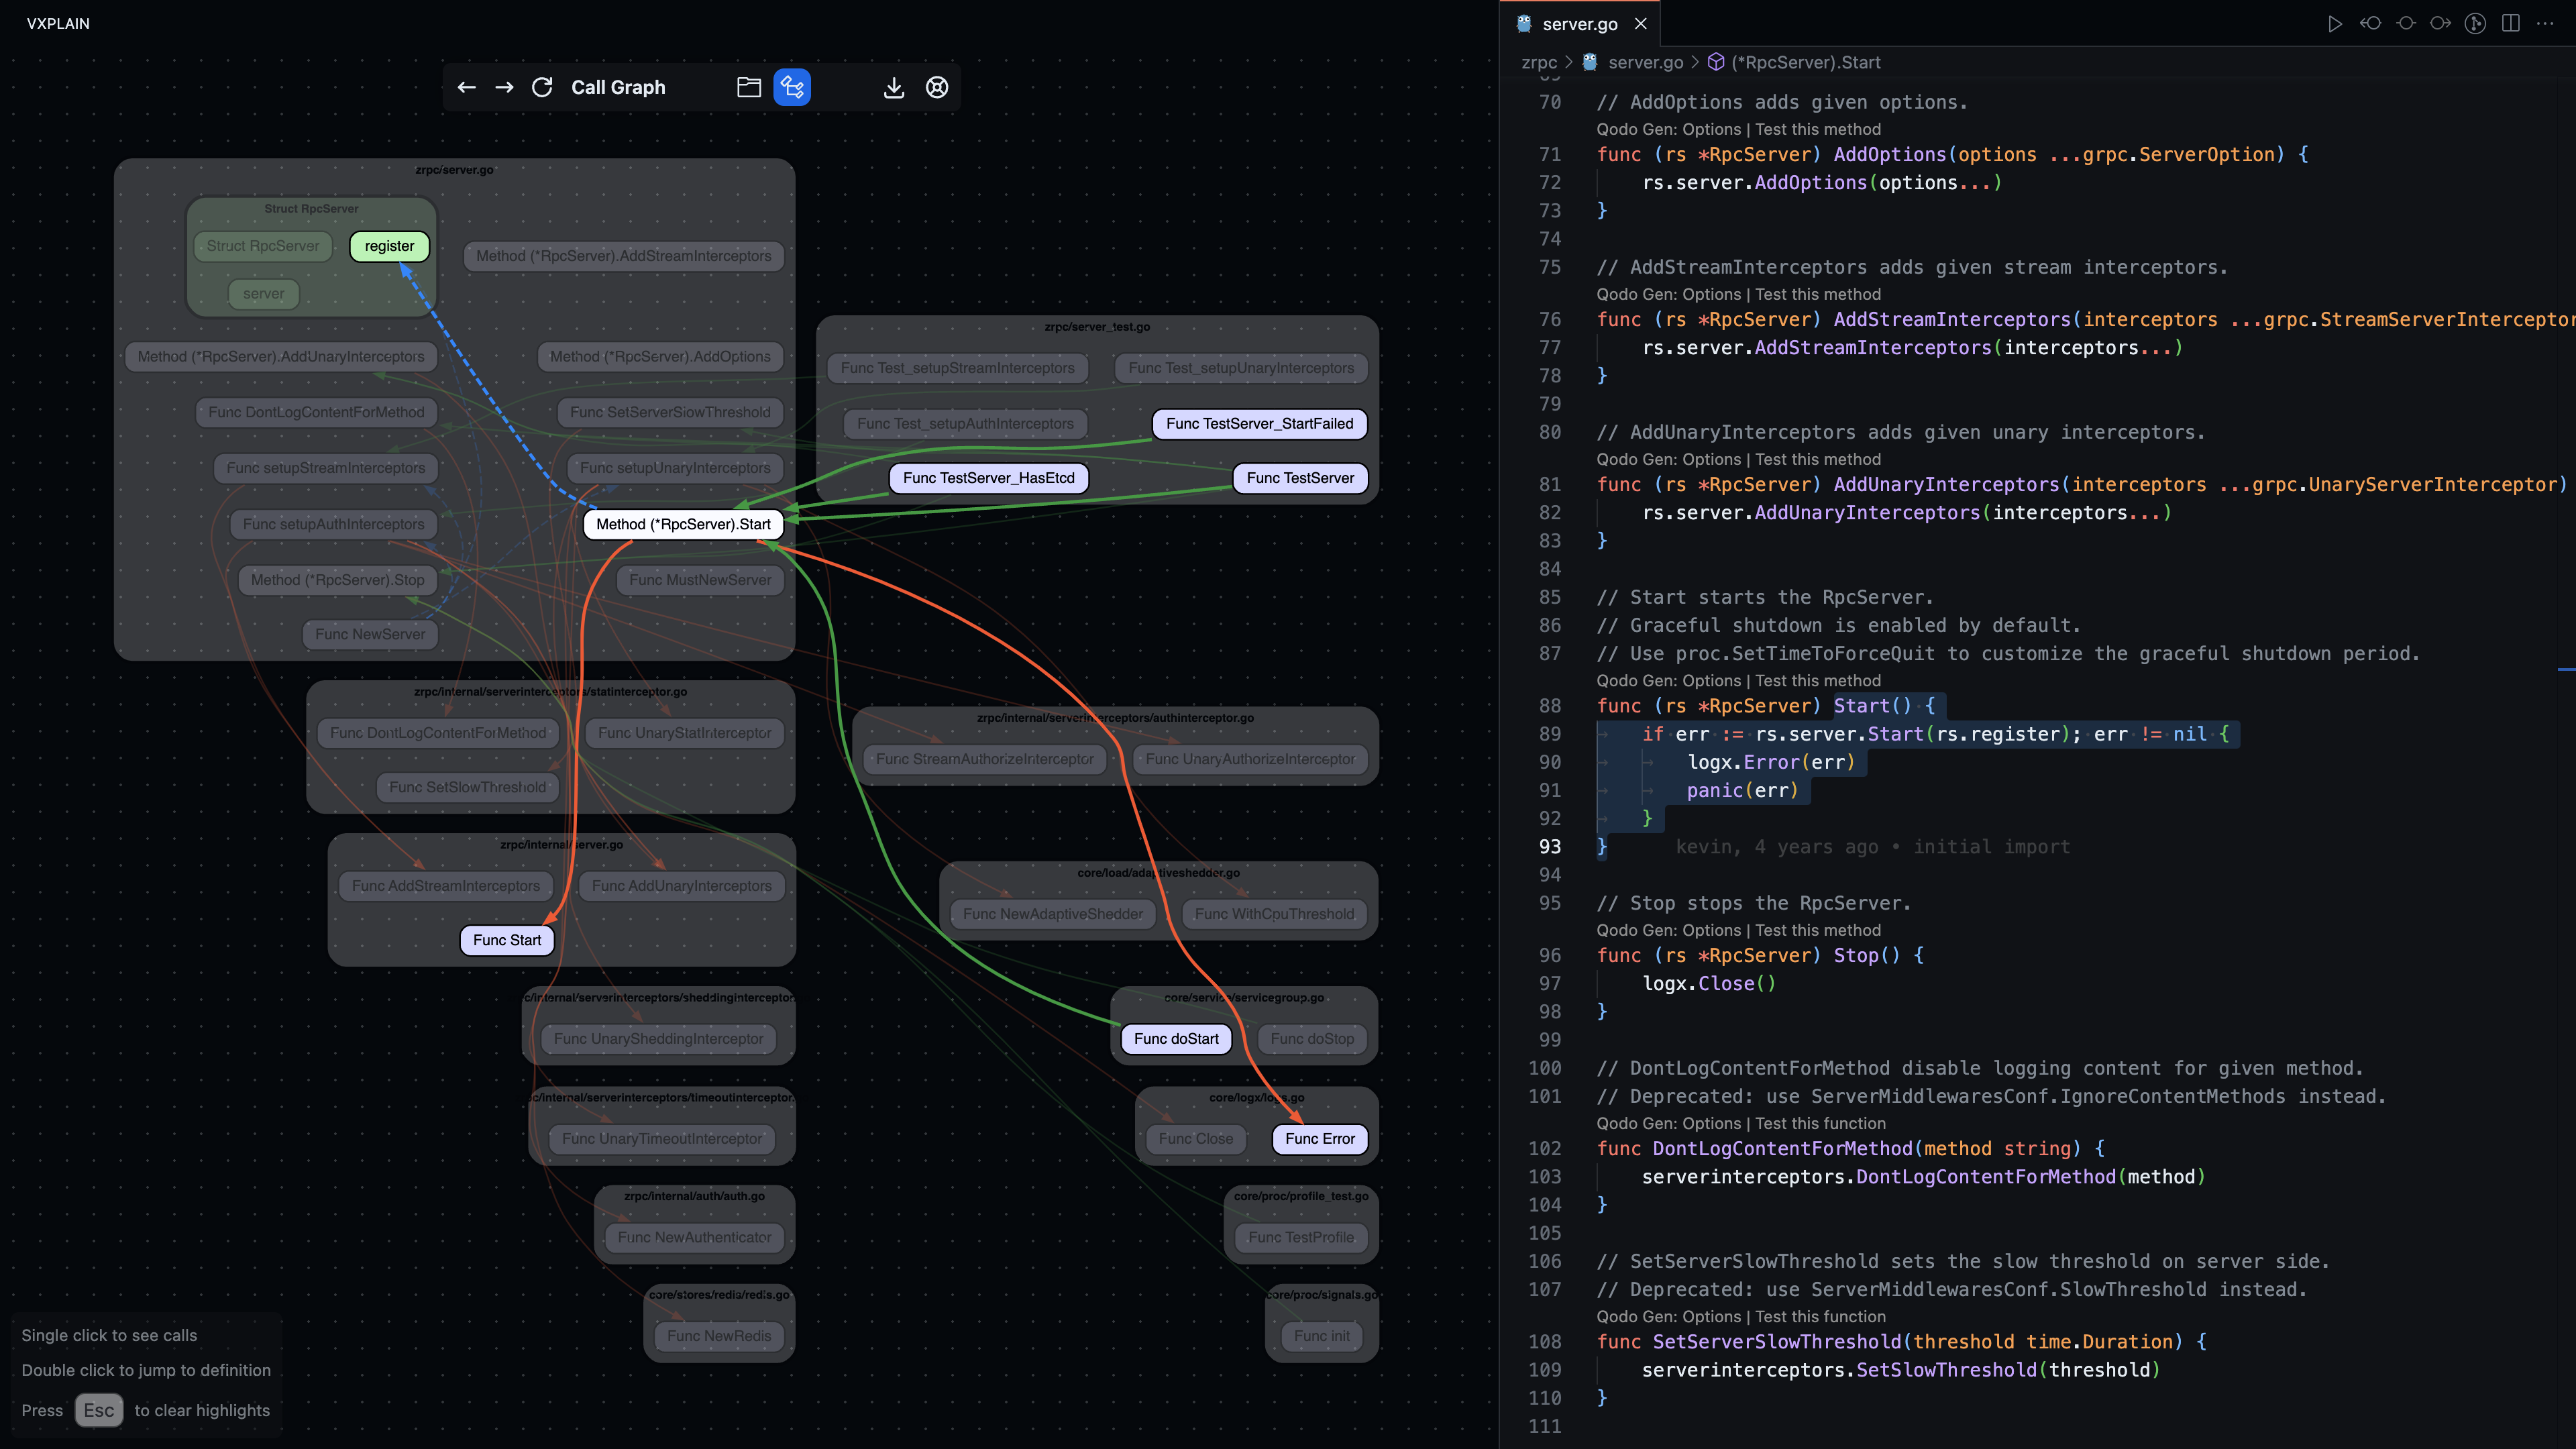 VXPLAIN
Call Graph
zrpc/server.go
Struct RpcServer
Struct RpcServer
register
server
Method (*RpcServer).AddStreamInterceptors
Method (*RpcServer).AddUnaryInterceptors
Method (*RpcServer).AddOptions
Func DontLogContentForMethod
Func SetServerSlowThreshold
Func setupStreamInterceptors
Func setupUnaryInterceptors
Func setupAuthInterceptors
Method (*RpcServer).Start
Method (*RpcServer).Stop
Func MustNewServer
Func NewServer
zrpc/server_test.go
Func Test_setupStreamInterceptors
Func Test_setupUnaryInterceptors
Func Test_setupAuthInterceptors
Func TestServer_StartFailed
Func TestServer_HasEtcd
Func TestServer
zrpc/internal/serverinterceptors/statinterceptor.go
Func DontLogContentForMethod
Func UnaryStatInterceptor
Func SetSlowThreshold
zrpc/internal/serverinterceptors/authinterceptor.go
Func StreamAuthorizeInterceptor
Func UnaryAuthorizeInterceptor
zrpc/internal/server.go
Func AddStreamInterceptors
Func AddUnaryInterceptors
Func Start
core/load/adaptiveshedder.go
Func NewAdaptiveShedder
Func WithCpuThreshold
c/internal/serverinterceptors/sheddinginterceptor.
Func UnarySheddingInterceptor
core/service/servicegroup.go
Func doStart
Func doStop
c/internal/serverinterceptors/timeoutinterceptor.
Func UnaryTimeoutInterceptor
core/logx/logs.go
Func Close
Func Error
zrpc/internal/auth/auth.go
Func NewAuthenticator
core/proc/profile_test.go
Func TestProfile
core/stores/redis/redis.go
Func NewRedis
core/proc/signals.go
Func init
Single click to see calls
Double click to jump to definition
Press Esc to clear highlights
server.go
zrpc > server.go > (*RpcServer).Start
69
70 // AddOptions adds given options.
Qodo Gen: Options | Test this method
71 func (rs *RpcServer) AddOptions(options ...grpc.ServerOption) {
72 rs.server.AddOptions(options...)
73 }
74
75 // AddStreamInterceptors adds given stream interceptors.
Qodo Gen: Options | Test this method
76 func (rs *RpcServer) AddStreamInterceptors(interceptors ...grpc.StreamServerInterceptor
77 rs.server.AddStreamInterceptors(interceptors...)
78 }
79
80 // AddUnaryInterceptors adds given unary interceptors.
Qodo Gen: Options | Test this method
81 func (rs *RpcServer) AddUnaryInterceptors(interceptors ...grpc.UnaryServerInterceptor)
82 rs.server.AddUnaryInterceptors(interceptors...)
83 }
84
85 // Start starts the RpcServer.
86 // Graceful shutdown is enabled by default.
87 // Use proc.SetTimeToForceQuit to customize the graceful shutdown period.
Qodo Gen: Options | Test this method
88 func (rs *RpcServer) Start() {
89 if err := rs.server.Start(rs.register); err != nil {
90 logx.Error(err)
91 panic(err)
92 }
93 } kevin, 4 years ago • initial import
94
95 // Stop stops the RpcServer.
Qodo Gen: Options | Test this method
96 func (rs *RpcServer) Stop() {
97 logx.Close()
98 }
99
100 // DontLogContentForMethod disable logging content for given method.
101 // Deprecated: use ServerMiddlewaresConf.IgnoreContentMethods instead.
Qodo Gen: Options | Test this function
102 func DontLogContentForMethod(method string) {
103 serverinterceptors.DontLogContentForMethod(method)
104 }
105
106 // SetServerSlowThreshold sets the slow threshold on server side.
107 // Deprecated: use ServerMiddlewaresConf.SlowThreshold instead.
Qodo Gen: Options | Test this function
108 func SetServerSlowThreshold(threshold time.Duration) {
109 serverinterceptors.SetSlowThreshold(threshold)
110 }
111